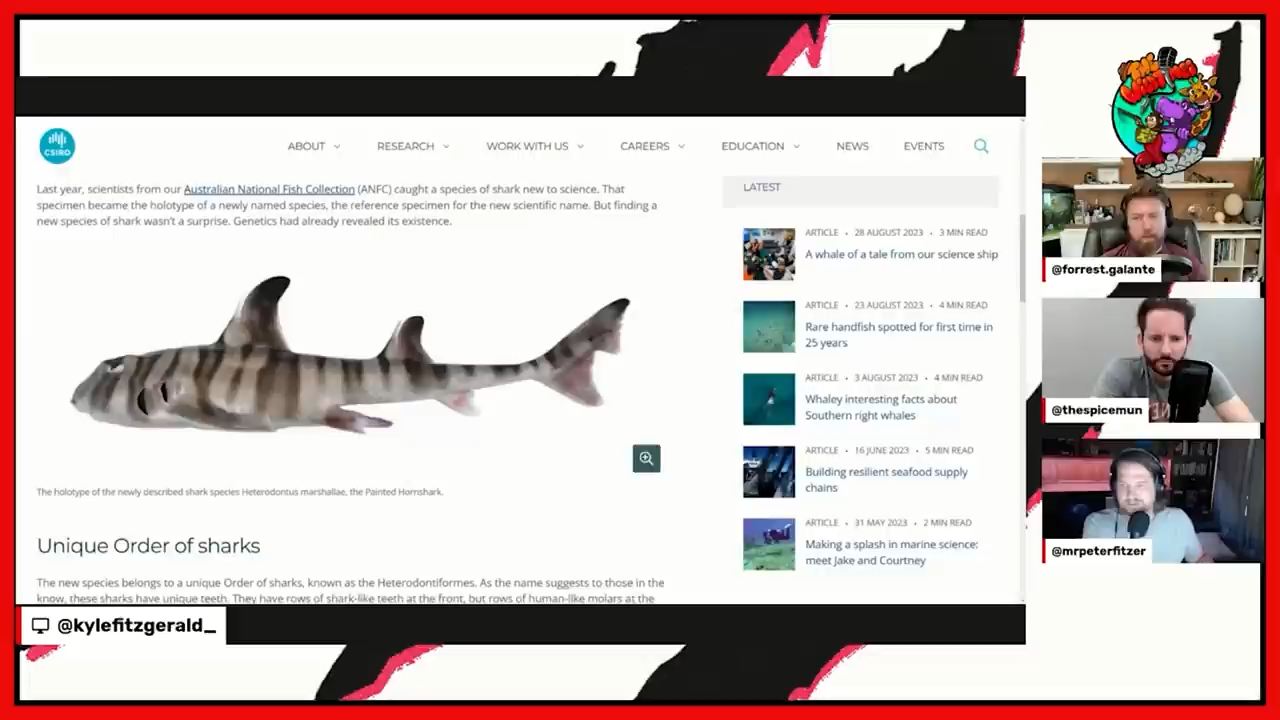 CSIRO
ABOUT
RESEARCH
WORK WITH US
CAREERS
EDUCATION
NEWS
EVENTS
Last year, scientists from our Australian National Fish Collection (ANFC) caught a species of shark new to science. That
specimen became the holotype of a newly named species, the reference specimen for the new scientific name. But finding a
new species of shark wasn't a surprise. Genetics had already revealed its existence.
The holotype of the newly described shark species Heterodontus marshallae, the Painted Hornshark.
Unique Order of sharks
The new species belongs to a unique Order of sharks, known as the Heterodontiformes. As the name suggests to those in the
know, these sharks have unique teeth. They have rows of shark-like teeth at the front, but rows of human-like molars at the
LATEST
ARTICLE • 28 AUGUST 2023 • 3 MIN READ
A whale of a tale from our science ship
ARTICLE • 23 AUGUST 2023 • 4 MIN READ
Rare handfish spotted for first time in
25 years
ARTICLE • 3 AUGUST 2023 • 4 MIN READ
Whaley interesting facts about
Southern right whales
ARTICLE • 16 JUNE 2023 • 5 MIN READ
Building resilient seafood supply
chains
ARTICLE • 31 MAY 2023 • 2 MIN READ
Making a splash in marine science:
meet Jake and Courtney
@kylefitzgerald_
THE
WILD
@forrest.galante
@thespicemun
@mrpeterfitzer